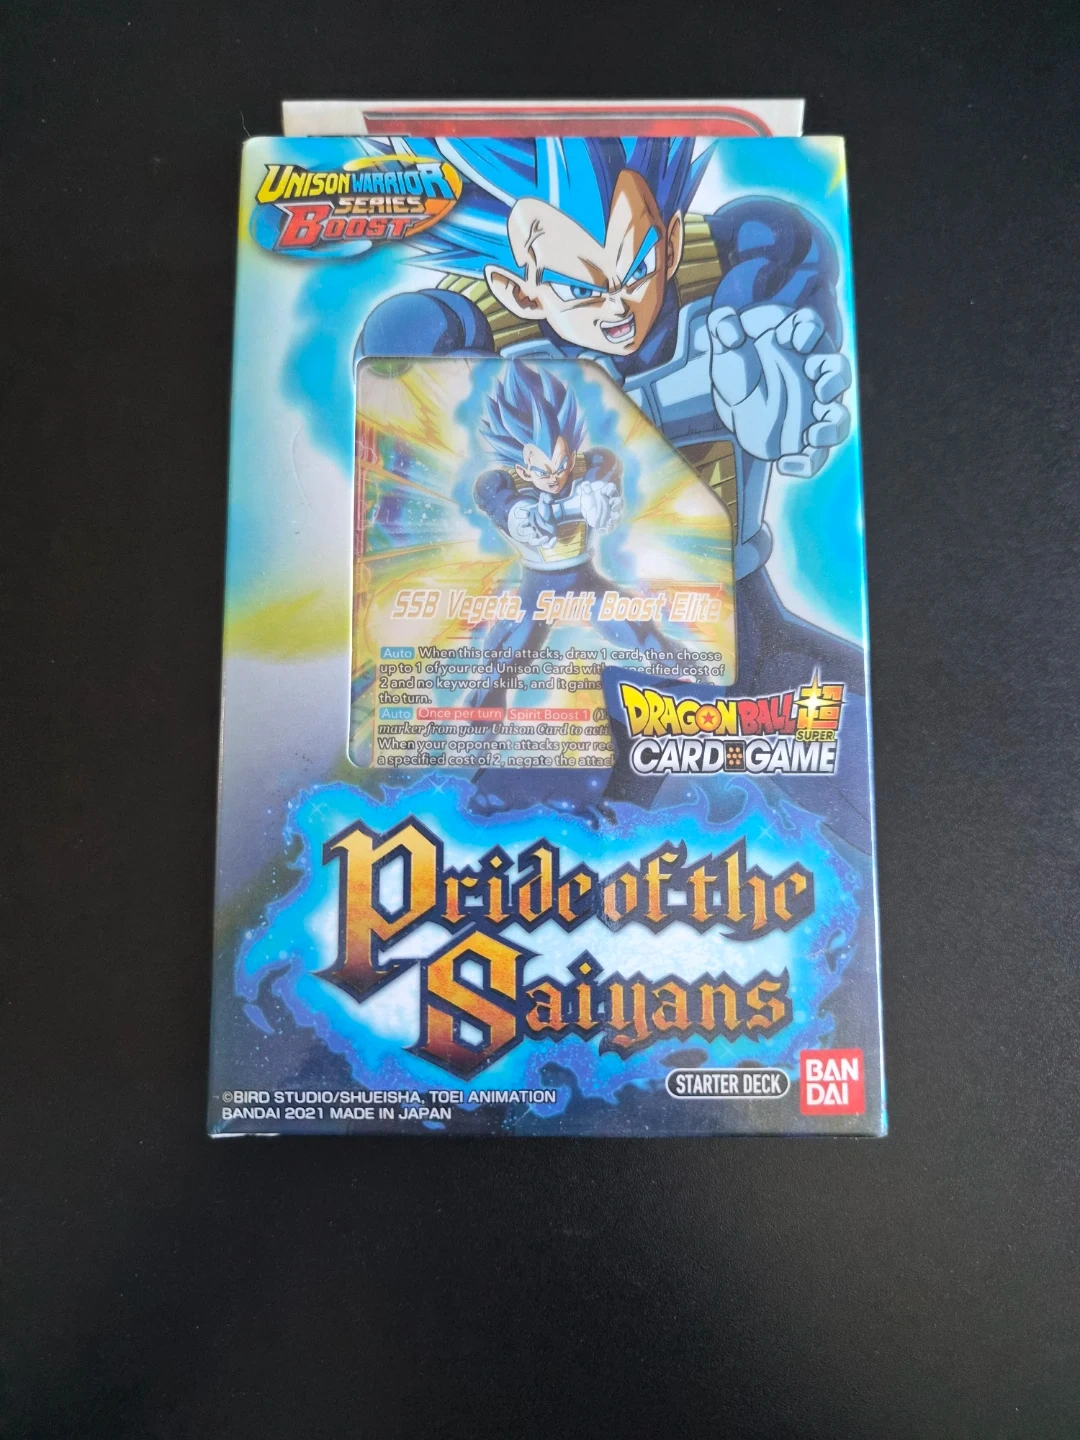 UNISON WARRIOR
SERIES
BOOST
SSB Vegeta, Spirit Boost Elite
Auto When this card attacks, draw 1 card, then choose
up to 1 of your red Unison Cards with specified cost of
2 and no keyword skills, and it gains
the turn.
Auto Once per turn Spirit Boost 1
marker from your Unison Card to
When your opponent attacks your
a specified cost of 2, negate the
DRAGON BALL 超
SUPER
CARD GAME
Pride of the
Saiyans
STARTER DECK
BAN
DAI
©BIRD STUDIO/SHUEISHA, TOEI ANIMATION
BANDAI 2021 MADE IN JAPAN